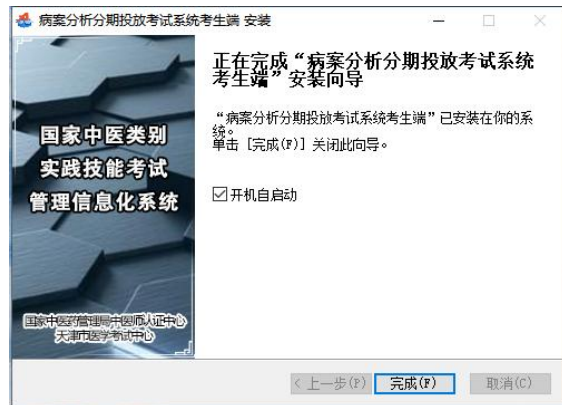 病案分析分期投放考试系统考生端 安装
国家中医类别
实践技能考试
管理信息化系统
国家中医药管理局中医师认证中心
天津市医学考试中心
正在完成“病案分析分期投放考试系统
考生端”安装向导
“病案分析分期投放考试系统考生端”已安装在你的系
统。
单击 [完成(F)] 关闭此向导。
开机自启动
< 上一步(P)
完成(F)
取消(C)